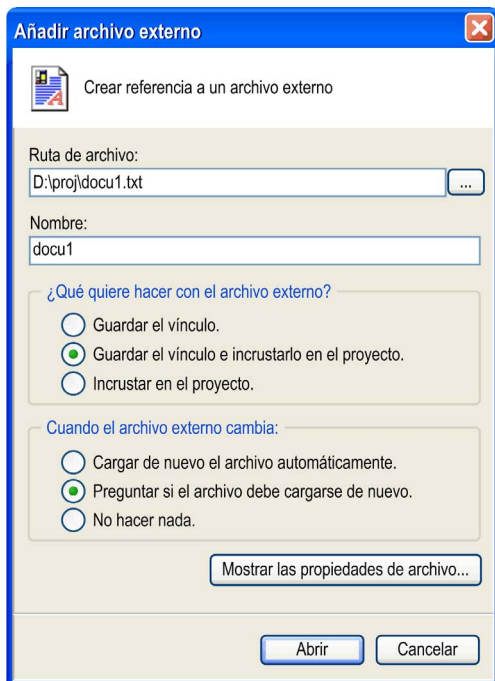 Añadir archivo externo
Crear referencia a un archivo externo
Ruta de archivo:
D:\proj\docu1.txt
...
Nombre:
docu1
¿Qué quiere hacer con el archivo externo?
Guardar el vínculo.
Guardar el vínculo e incrustarlo en el proyecto.
Incrustar en el proyecto.
Cuando el archivo externo cambia:
Cargar de nuevo el archivo automáticamente.
Preguntar si el archivo debe cargarse de nuevo.
No hacer nada.
Mostrar las propiedades de archivo...
Abrir
Cancelar